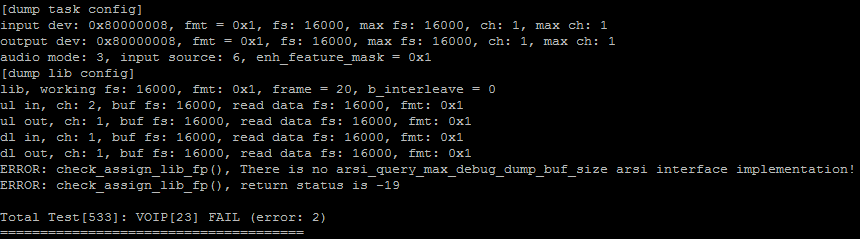 [dump task config]
input dev: 0x80000008, fmt = 0x1, fs: 16000, max fs: 16000, ch: 1, max ch: 1
output dev: 0x80000008, fmt = 0x1, fs: 16000, max fs: 16000, ch: 1, max ch: 1
audio mode: 3, input source: 6, enh_feature_mask = 0x1
[dump lib config]
lib, working fs: 16000, fmt: 0x1, frame = 20, b_interleave = 0
ul in, ch: 2, buf fs: 16000, read data fs: 16000, fmt: 0x1
ul out, ch: 1, buf fs: 16000, read data fs: 16000, fmt: 0x1
dl in, ch: 1, buf fs: 16000, read data fs: 16000, fmt: 0x1
dl out, ch: 1, buf fs: 16000, read data fs: 16000, fmt: 0x1
ERROR: check_assign_lib_fp(), There is no arsi_query_max_debug_dump_buf_size arsi interface implementation!
ERROR: check_assign_lib_fp(), return status is -19
Total Test[533]: VOIP[23] FAIL (error: 2)
======================================